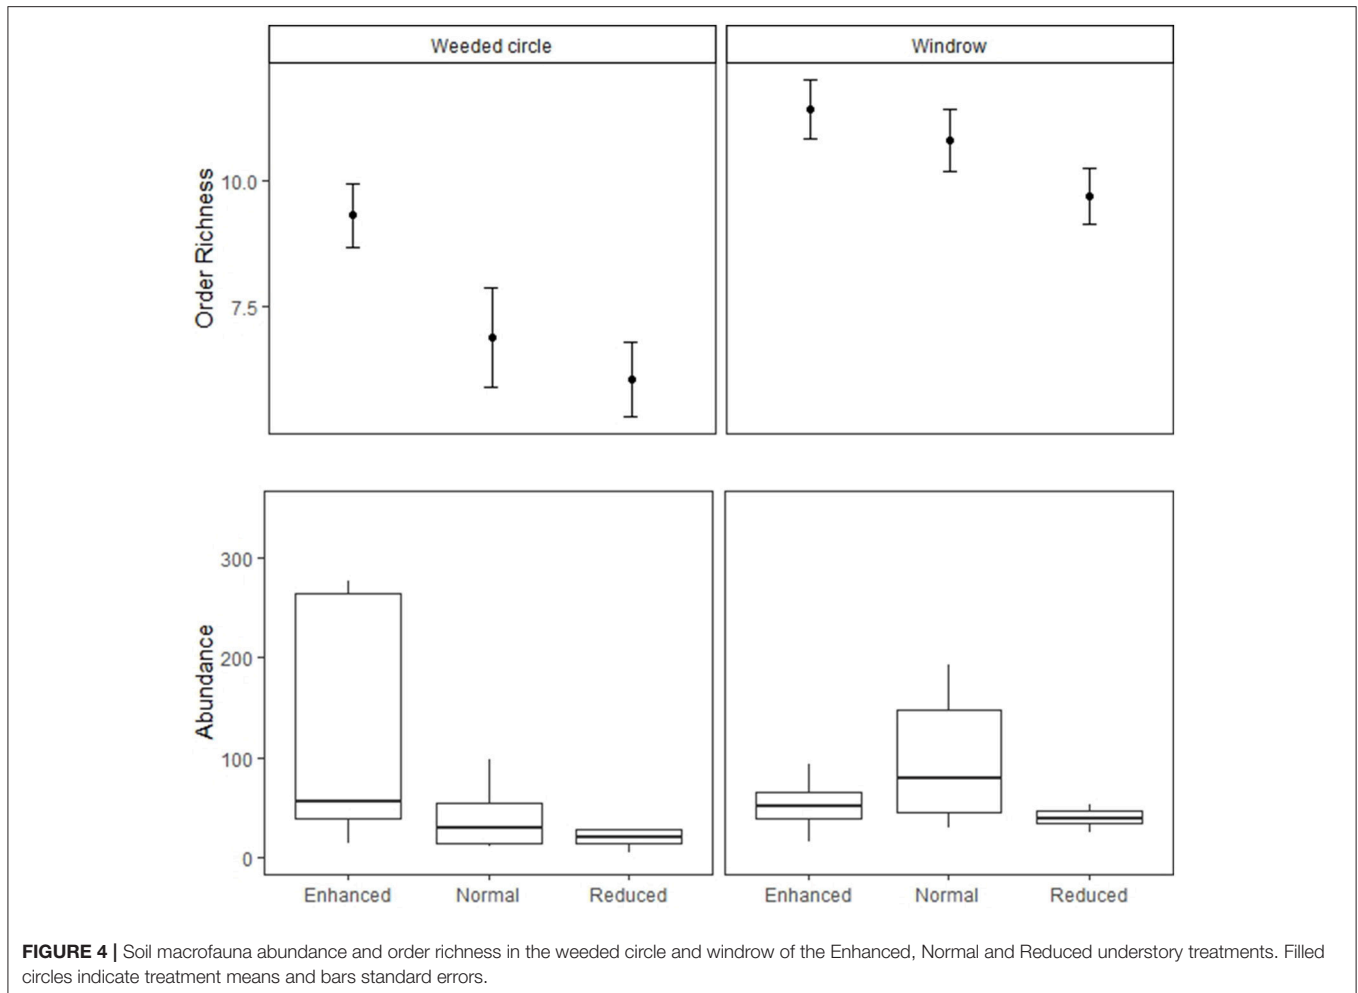 Weeded circle
Windrow
Order Richness
10.0
7.5
Abundance
300
200
100
0
Enhanced
Normal
Reduced
Enhanced
Normal
Reduced
FIGURE 4 | Soil macrofauna abundance and order richness in the weeded circle and windrow of the Enhanced, Normal and Reduced understory treatments. Filled
circles indicate treatment means and bars standard errors.